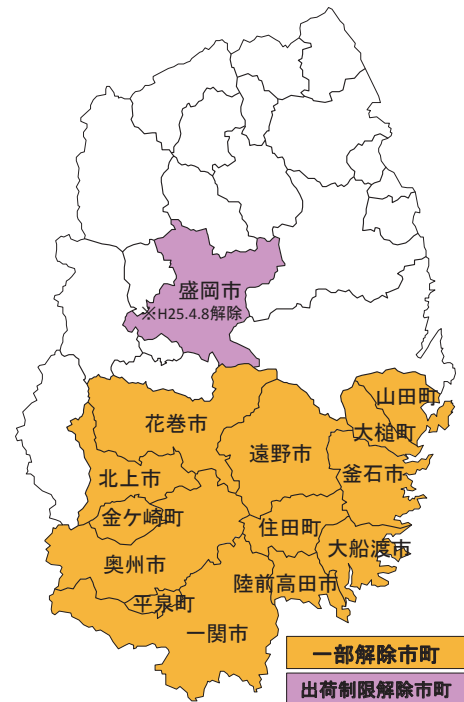 盛岡市
※H25.4.8解除
山田町
花巻市
大槌町
遠野市
釜石市
北上市
金ケ崎町
住田町
大船渡市
奥州市
陸前高田市
平泉町
一関市
一部解除市町
出荷制限解除市町